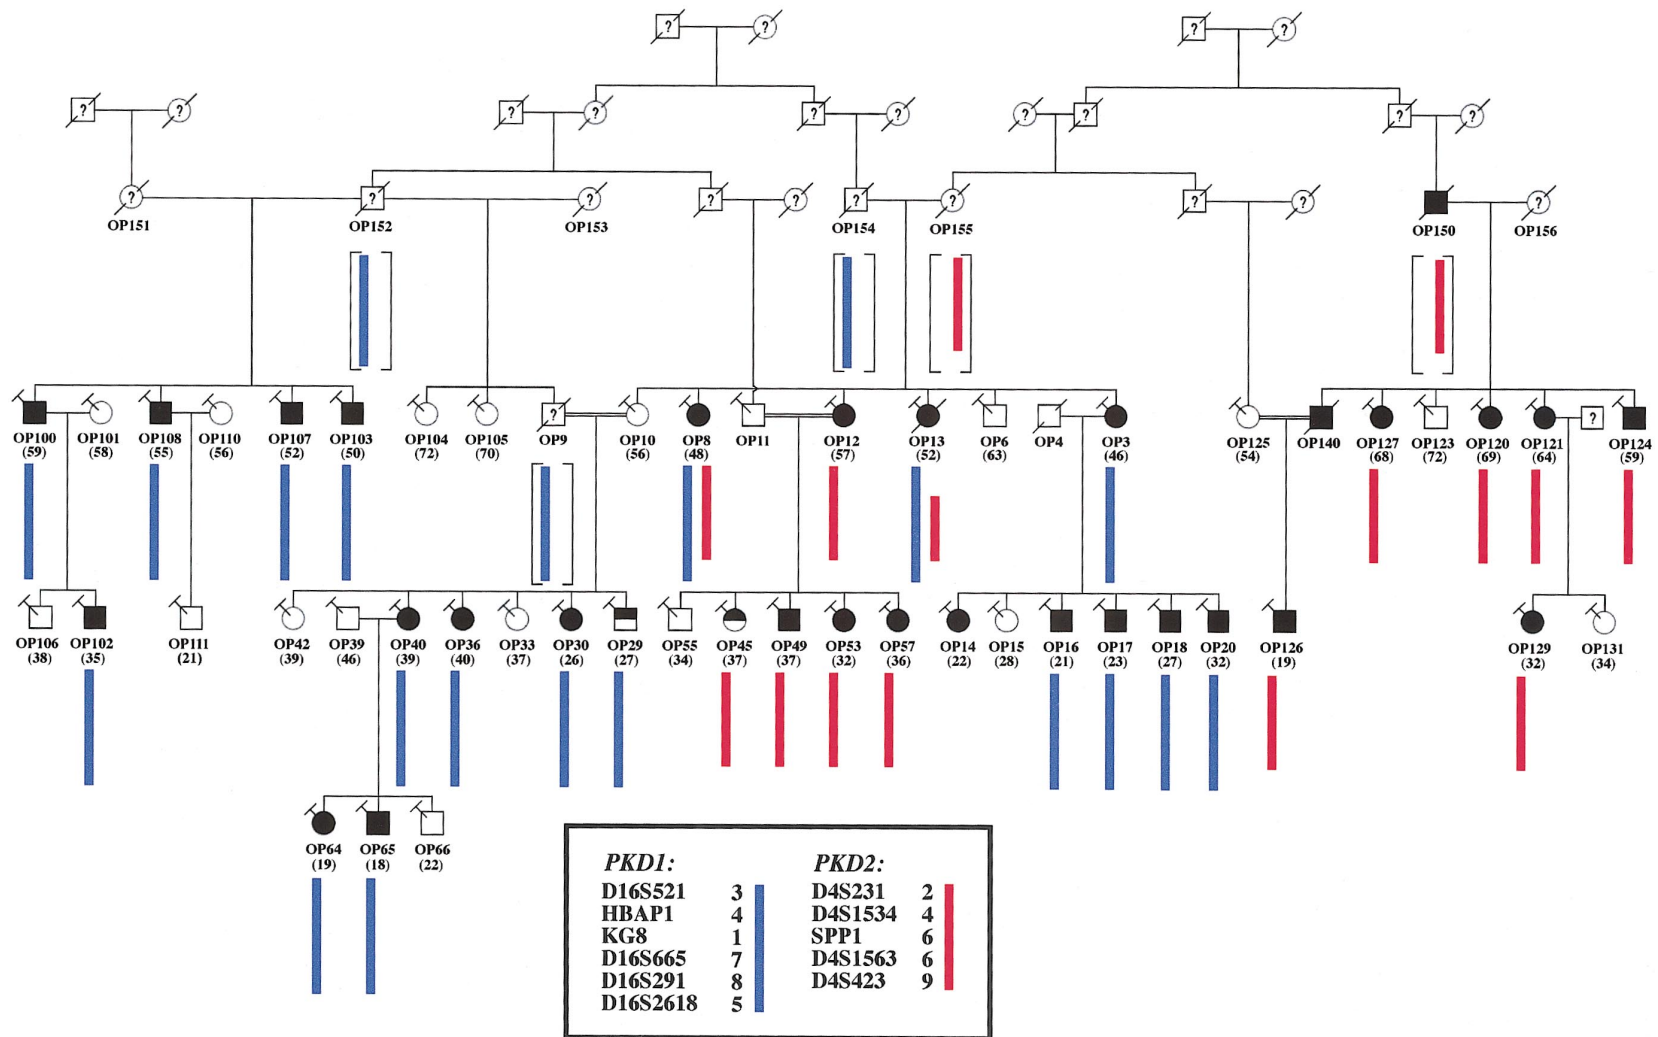 ? ?
? ?
? ?
? ?
? ?
? ?
? ?
? ?
? ?
? ?
? ?
? ?
?
OP151 OP152 OP153 OP154 OP155 OP150 OP156
?
?
OP100 OP101 OP108 OP110 OP107 OP103 OP104 OP105 OP9 OP10 OP8 OP11 OP12 OP13 OP6 OP4 OP3 OP125 OP140 OP127 OP123 OP120 OP121 OP124
(59) (58) (55) (56) (52) (50) (72) (70) (56) (48) (57) (52) (63) (46) (54) (68) (72) (69) (64) (59)
OP106 OP102 OP111 OP42 OP39 OP40 OP36 OP33 OP30 OP29 OP55 OP45 OP49 OP53 OP57 OP14 OP15 OP16 OP17 OP18 OP20 OP126 OP129 OP131
(38) (35) (21) (39) (46) (39) (40) (37) (26) (27) (34) (37) (37) (32) (36) (22) (28) (21) (23) (27) (32) (19) (32) (34)
OP64 OP65 OP66
(19) (18) (22)
PKD1: PKD2:
D16S521 3 D4S231 2
HBAP1 4 D4S1534 4
KG8 1 SPP1 6
D16S665 7 D4S1563 6
D16S291 8 D4S423 9
D16S2618 5